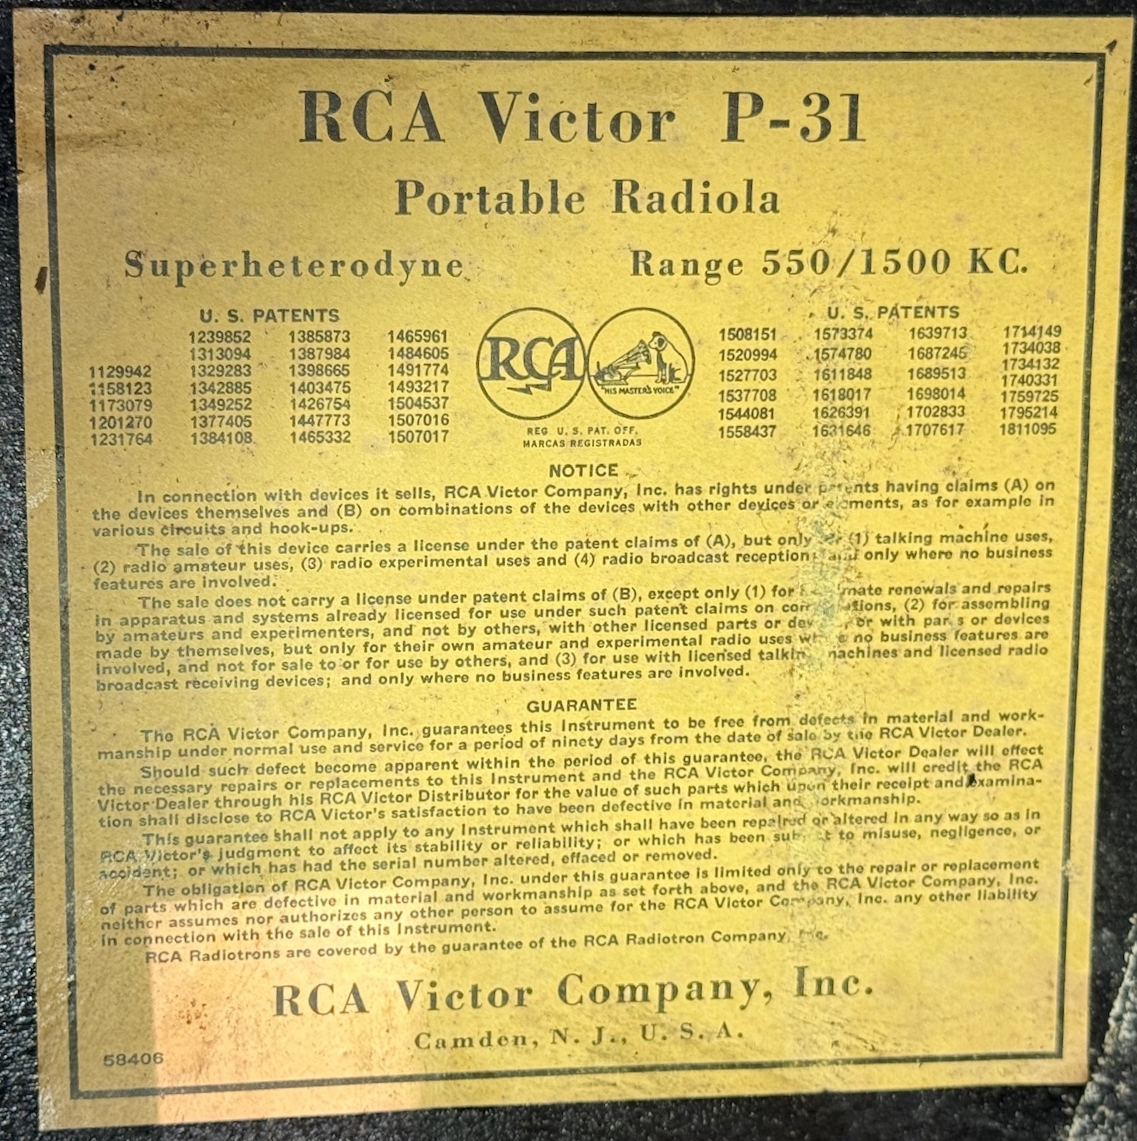 RCA Victor P-31
Portable Radiola
Superheterodyne Range 550/1500 KC.
U. S. PATENTS
1239852 1385873 1465961
1313094 1387984 1484605
1129942 1329283 1398665 1491774
1158123 1342885 1403475 1493217
1173079 1349252 1426754 1504537
1201270 1377405 1447773 1507016
1231764 1384108 1465332 1507017
RCA
"HIS MASTER'S VOICE"
REG U. S. PAT. OFF.
MARCAS REGISTRADAS
U. S. PATENTS
1508151 1573374 1639713 1714149
1520994 1574780 1687245 1734038
1527703 1611848 1689513 1734132
1537708 1618017 1698014 1740331
1544081 1626391 1702833 1759725
1558437 1631646 1707617 1795214
1811095
NOTICE
In connection with devices it sells, RCA Victor Company, Inc. has rights under patents having claims (A) on
the devices themselves and (B) on combinations of the devices with other devices or elements, as for example in
various circuits and hook-ups.
The sale of this device carries a license under the patent claims of (A), but only for (1) talking machine uses,
(2) radio amateur uses, (3) radio experimental uses and (4) radio broadcast reception; and only where no business
features are involved.
The sale does not carry a license under patent claims of (B), except only (1) for mate renewals and repairs
in apparatus and systems already licensed for use under such patent claims on com tions, (2) for assembling
by amateurs and experimenters, and not by others, with other licensed parts or dev , or with parts or devices
made by themselves, but only for their own amateur and experimental radio uses where no business features are
involved, and not for sale to or for use by others, and (3) for use with licensed talking machines and licensed radio
broadcast receiving devices; and only where no business features are involved.
GUARANTEE
The RCA Victor Company, Inc. guarantees this Instrument to be free from defects in material and work-
manship under normal use and service for a period of ninety days from the date of sale by the RCA Victor Dealer.
Should such defect become apparent within the period of this guarantee, the RCA Victor Dealer will effect
the necessary repairs or replacements to this Instrument and the RCA Victor Company, Inc. will credit the RCA
Victor Dealer through his RCA Victor Distributor for the value of such parts which upon their receipt and examina-
tion shall disclose to RCA Victor's satisfaction to have been defective in material and workmanship.
This guarantee shall not apply to any Instrument which shall have been repaired or altered in any way so as in
RCA Victor's judgment to affect its stability or reliability; or which has been subject to misuse, negligence, or
accident; or which has had the serial number altered, effaced or removed.
The obligation of RCA Victor Company, Inc. under this guarantee is limited only to the repair or replacement
of parts which are defective in material and workmanship as set forth above, and the RCA Victor Company, Inc.
neither assumes nor authorizes any other person to assume for the RCA Victor Company, Inc. any other liability
in connection with the sale of this Instrument.
RCA Radiotrons are covered by the guarantee of the RCA Radiotron Company, Inc.
RCA Victor Company, Inc.
Camden, N. J., U. S. A.
58406